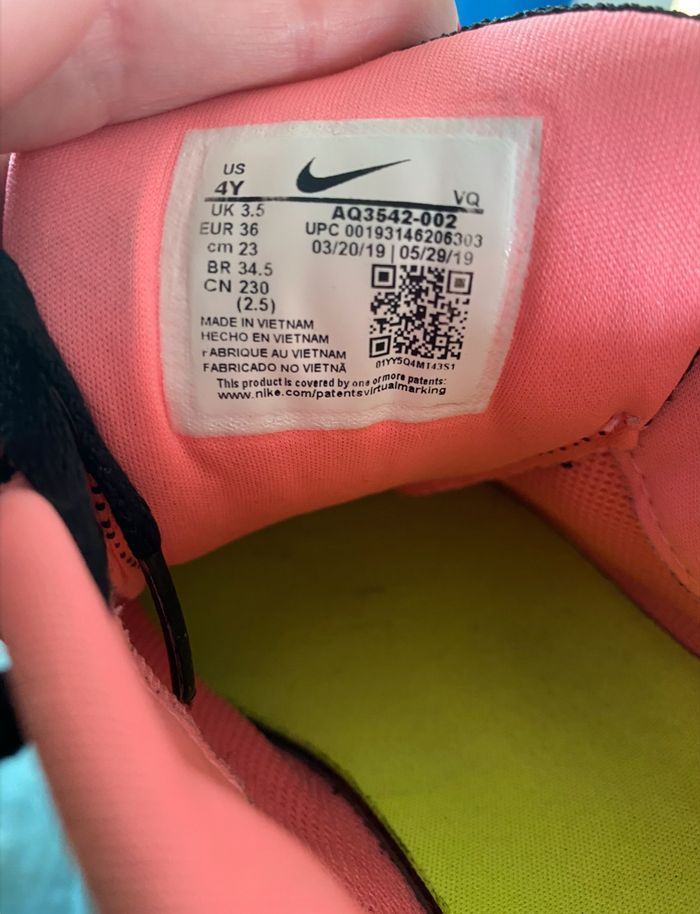 US
4Y
VQ
UK 3.5
AQ3542-002
EUR 36
UPC 00193146206303
cm 23
03/20/19 | 05/29/19
BR 34.5
CN 230
(2.5)
MADE IN VIETNAM
HECHO EN VIETNAM
FABRIQUE AU VIETNAM
FABRICADO NO VIETNÃ
01YY5Q4MT43S1
This product is covered by one or more patents:
www.nike.com/patentsvirtualmarking